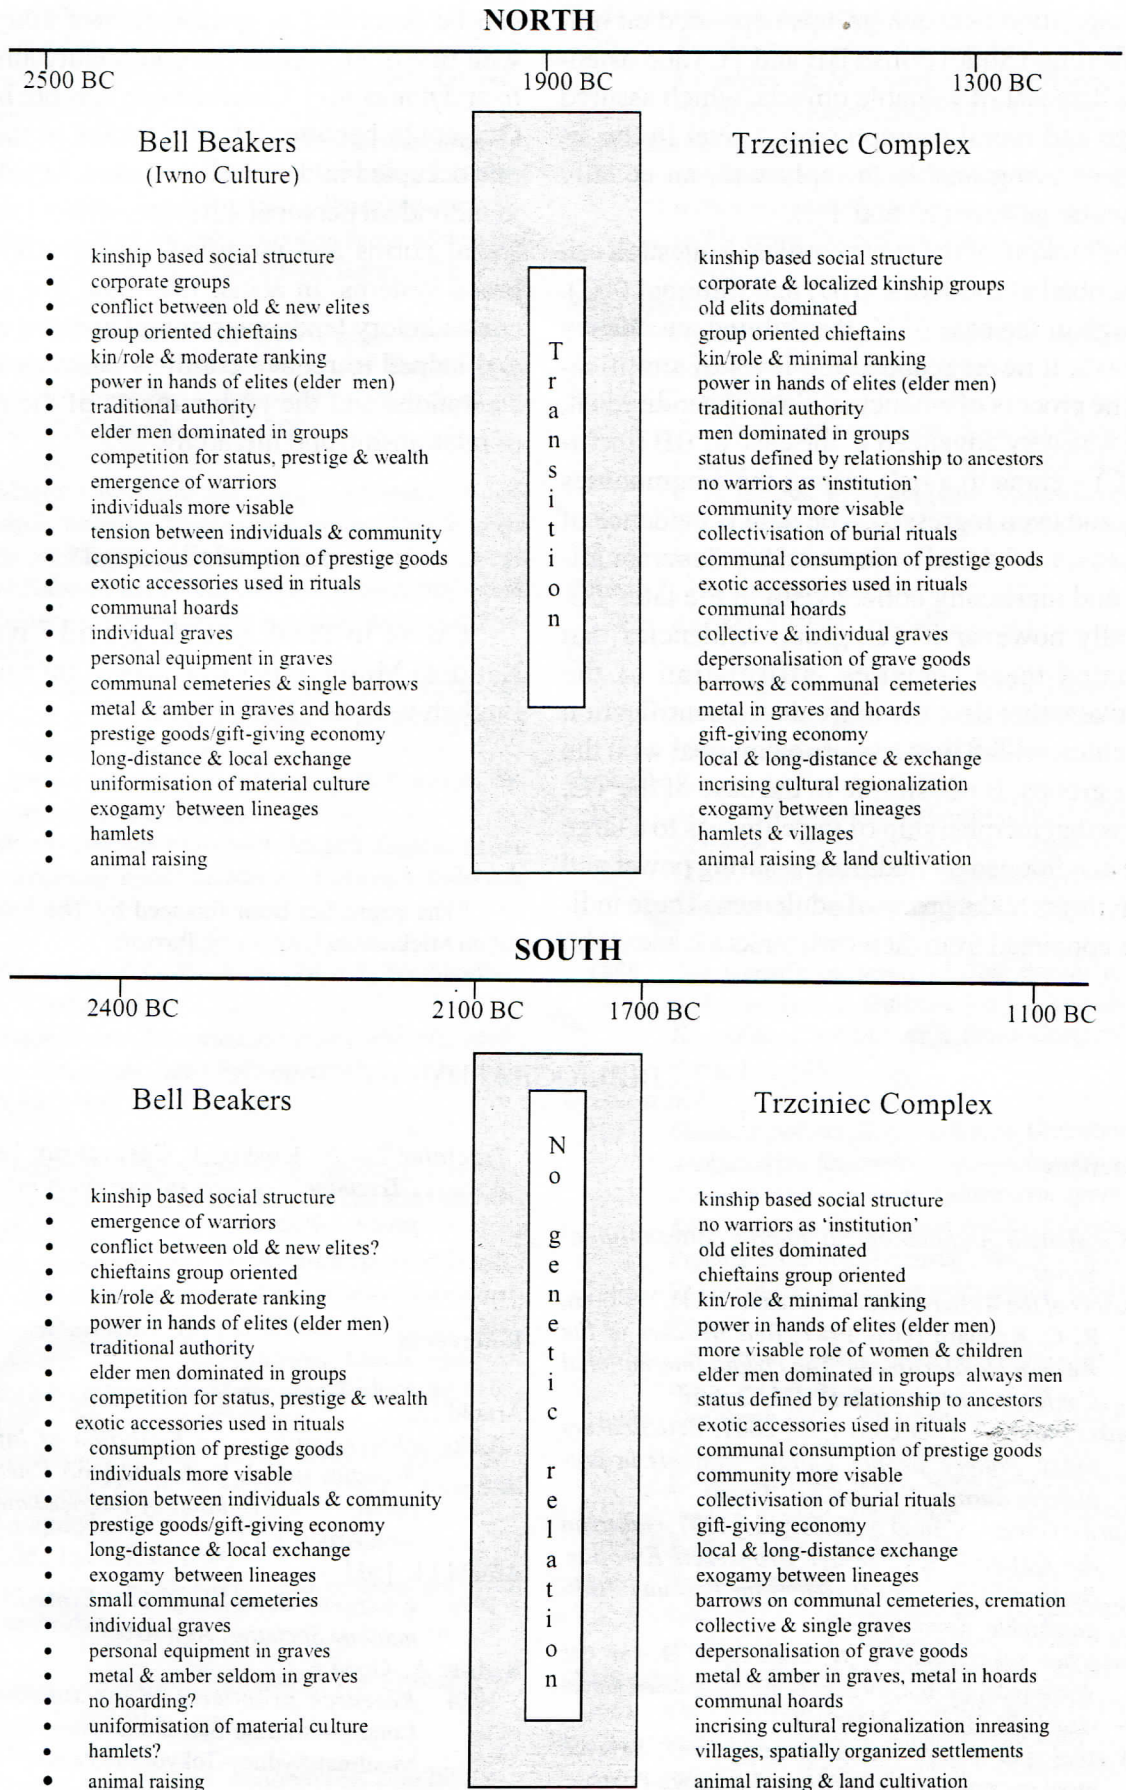 NORTH
2500 BC 1900 BC 1300 BC
Bell Beakers
(Iwno Culture)
• kinship based social structure
• corporate groups
• conflict between old & new elites
• group oriented chieftains
• kin/role & moderate ranking
• power in hands of elites (elder men)
• traditional authority
• elder men dominated in groups
• competition for status, prestige & wealth
• emergence of warriors
• individuals more visable
• tension between individuals & community
• conspicious consumption of prestige goods
• exotic accessories used in rituals
• communal hoards
• individual graves
• personal equipment in graves
• communal cemeteries & single barrows
• metal & amber in graves and hoards
• prestige goods/gift-giving economy
• long-distance & local exchange
• uniformisation of material culture
• exogamy between lineages
• hamlets
• animal raising
Transition
Trzciniec Complex
kinship based social structure
corporate & localized kinship groups
old elits dominated
group oriented chieftains
kin/role & minimal ranking
power in hands of elites (elder men)
traditional authority
men dominated in groups
status defined by relationship to ancestors
no warriors as ‘institution’
community more visable
collectivisation of burial rituals
communal consumption of prestige goods
exotic accessories used in rituals
communal hoards
collective & individual graves
depersonalisation of grave goods
barrows & communal cemeteries
metal in graves and hoards
gift-giving economy
local & long-distance & exchange
incrising cultural regionalization
exogamy between lineages
hamlets & villages
animal raising & land cultivation
SOUTH
2400 BC 2100 BC 1700 BC 1100 BC
Bell Beakers
• kinship based social structure
• emergence of warriors
• conflict between old & new elites?
• chieftains group oriented
• kin/role & moderate ranking
• power in hands of elites (elder men)
• traditional authority
• elder men dominated in groups
• competition for status, prestige & wealth
• exotic accessories used in rituals
• consumption of prestige goods
• individuals more visable
• tension between individuals & community
• prestige goods/gift-giving economy
• long-distance & local exchange
• exogamy between lineages
• small communal cemeteries
• individual graves
• personal equipment in graves
• metal & amber seldom in graves
• no hoarding?
• uniformisation of material culture
• hamlets?
• animal raising
No genetic relation
Trzciniec Complex
kinship based social structure
no warriors as ‘institution’
old elites dominated
chieftains group oriented
kin/role & minimal ranking
power in hands of elites (elder men)
more visable role of women & children
elder men dominated in groups always men
status defined by relationship to ancestors
exotic accessories used in rituals
communal consumption of prestige goods
community more visable
collectivisation of burial rituals
gift-giving economy
local & long-distance exchange
exogamy between lineages
barrows on communal cemeteries, cremation
collective & single graves
depersonalisation of grave goods
metal & amber in graves, metal in hoards
communal hoards
incrising cultural regionalization inreasing
villages, spatially organized settlements
animal raising & land cultivation